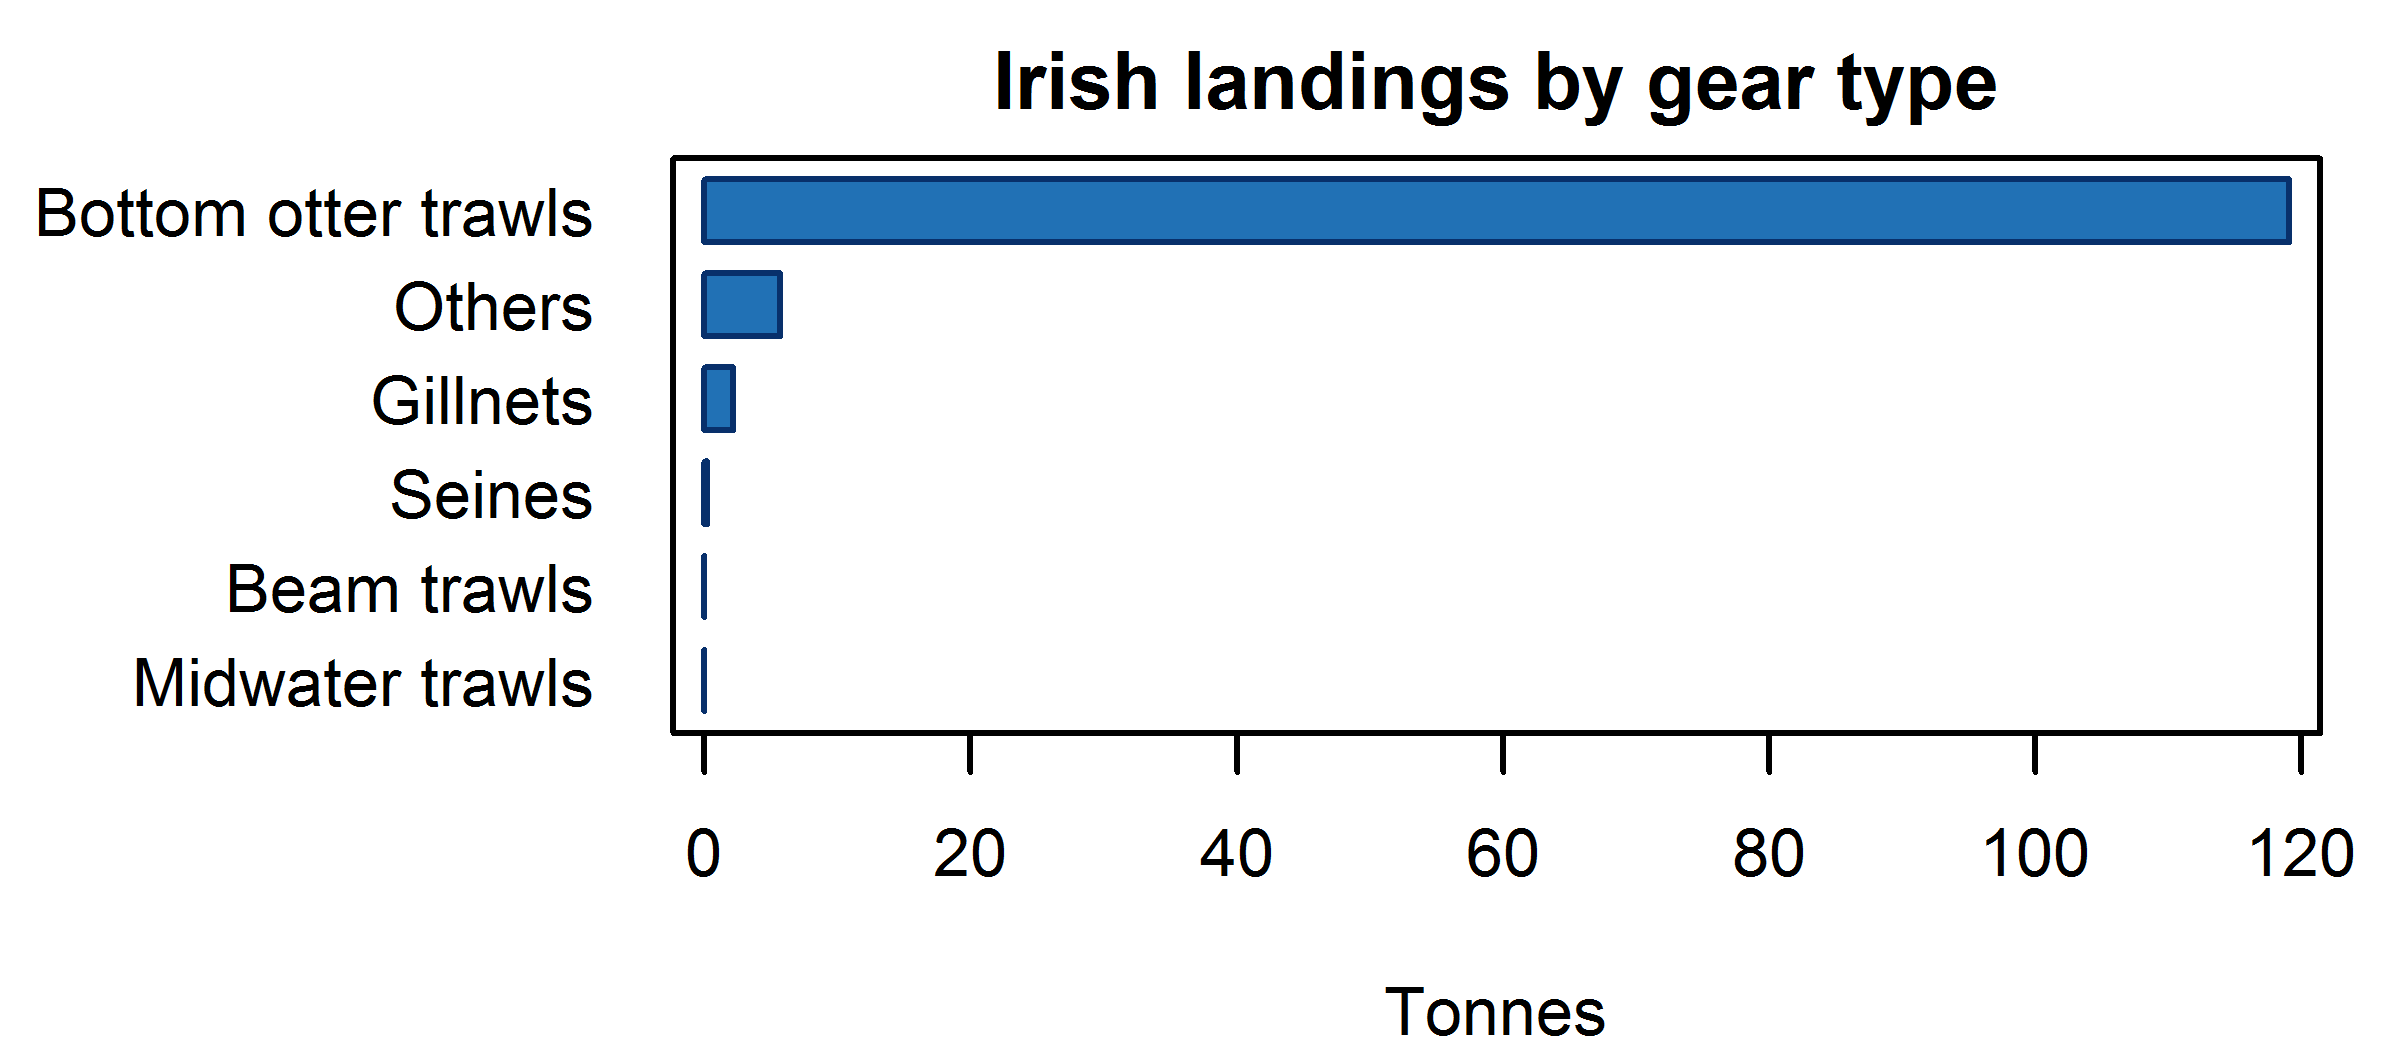 Irish landings by gear type
Bottom otter trawls
Others
Gillnets
Seines
Beam trawls
Midwater trawls
0 20 40 60 80 100 120
Tonnes